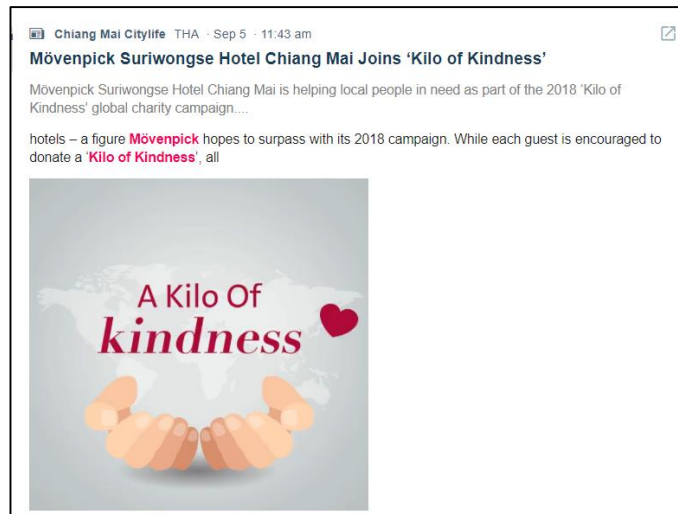 Chiang Mai Citylife THA · Sep 5 · 11:43 am
Mövenpick Suriwongse Hotel Chiang Mai Joins ‘Kilo of Kindness’
Mövenpick Suriwongse Hotel Chiang Mai is helping local people in need as part of the 2018 ‘Kilo of
Kindness’ global charity campaign....
hotels – a figure Mövenpick hopes to surpass with its 2018 campaign. While each guest is encouraged to
donate a ‘Kilo of Kindness’, all
A Kilo Of
kindness